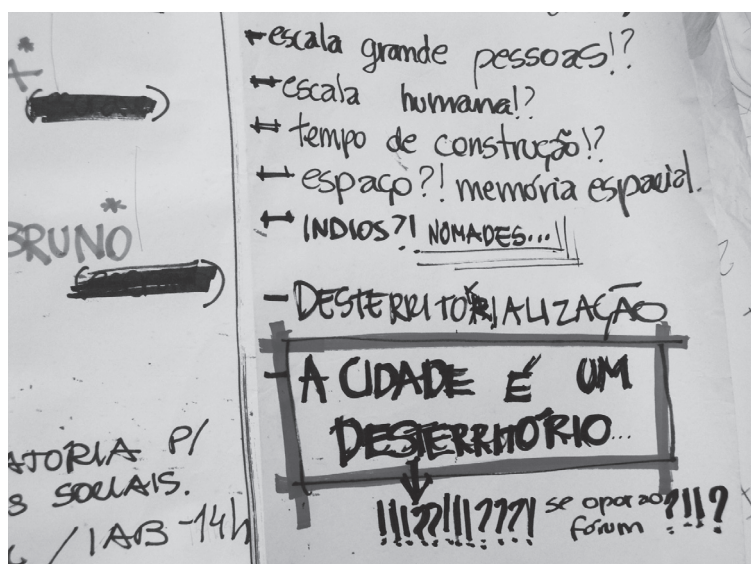 - escala grande pessoas!?
- escala humana!?
- tempo de construção!?
- espaço?! memória espacial.
- INDIOS?! NOMADES...
- DESTERRITORIALIZAÇÃO
- A CIDADE É UM
DESTERRITÓRIO...
!!!??!!!???! se opor ao ?!!?
fórum
*
*
BRUNO
ATORIA P/
SOCIAIS.
/IAB - 14h